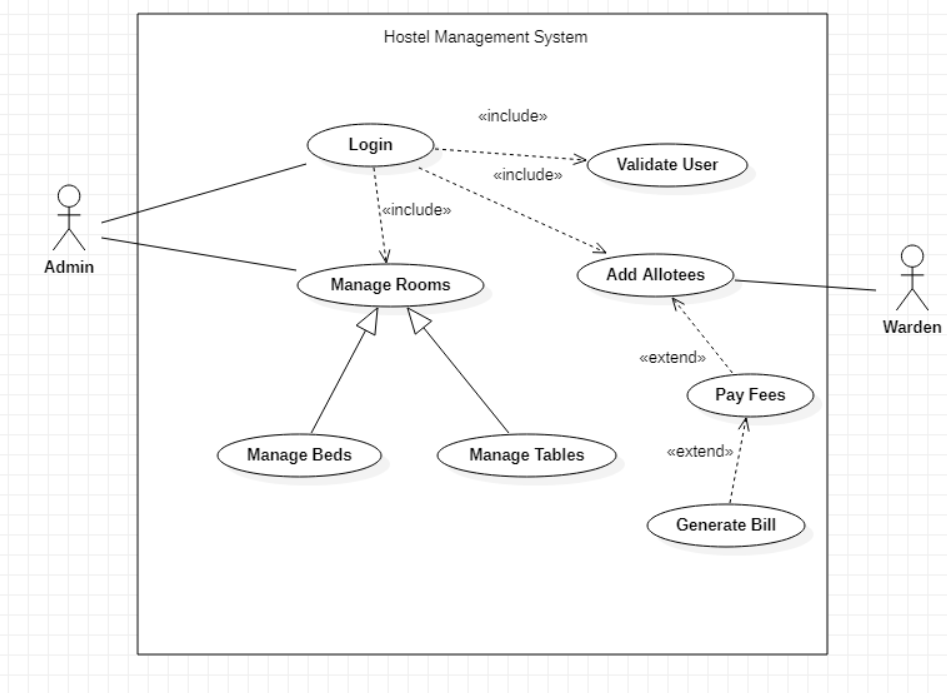 Hostel Management System
«include»
Login
Validate User
«include»
«include»
Admin
Manage Rooms
Add Allotees
Warden
«extend»
Pay Fees
«extend»
Manage Beds
Manage Tables
Generate Bill